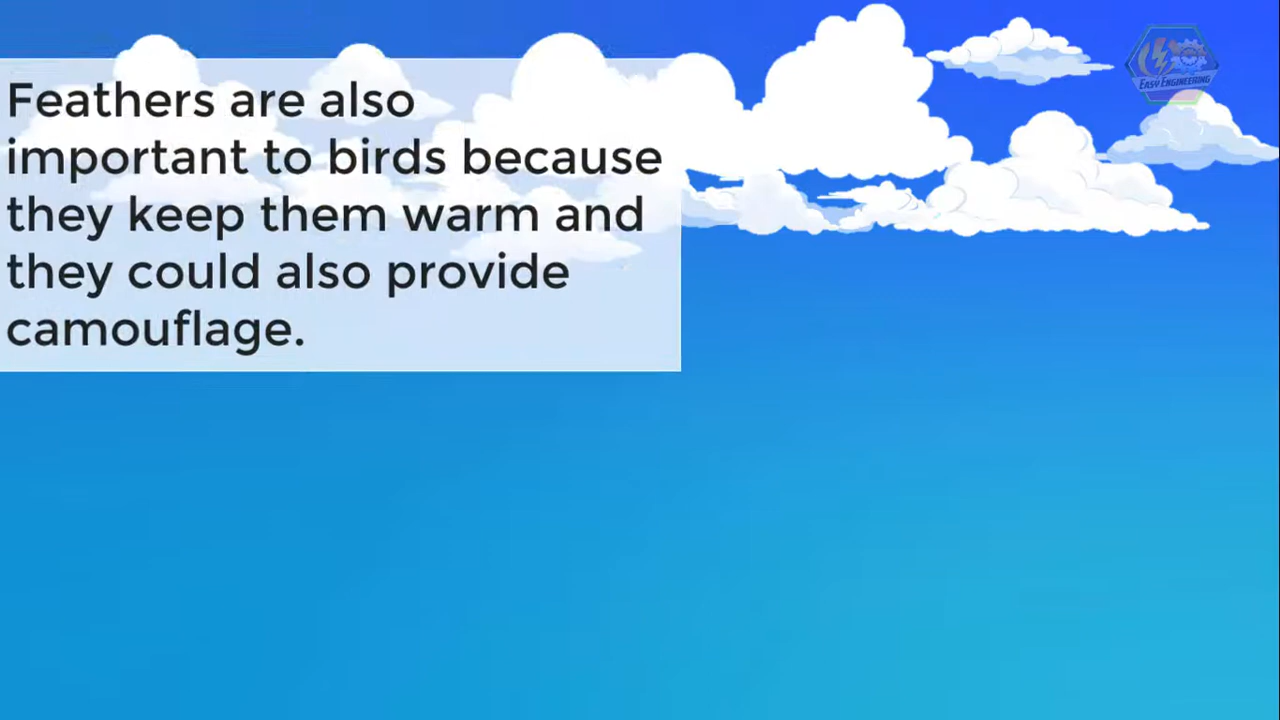 Feathers are also
important to birds because
they keep them warm and
they could also provide
camouflage.
EASY ENGINEERING